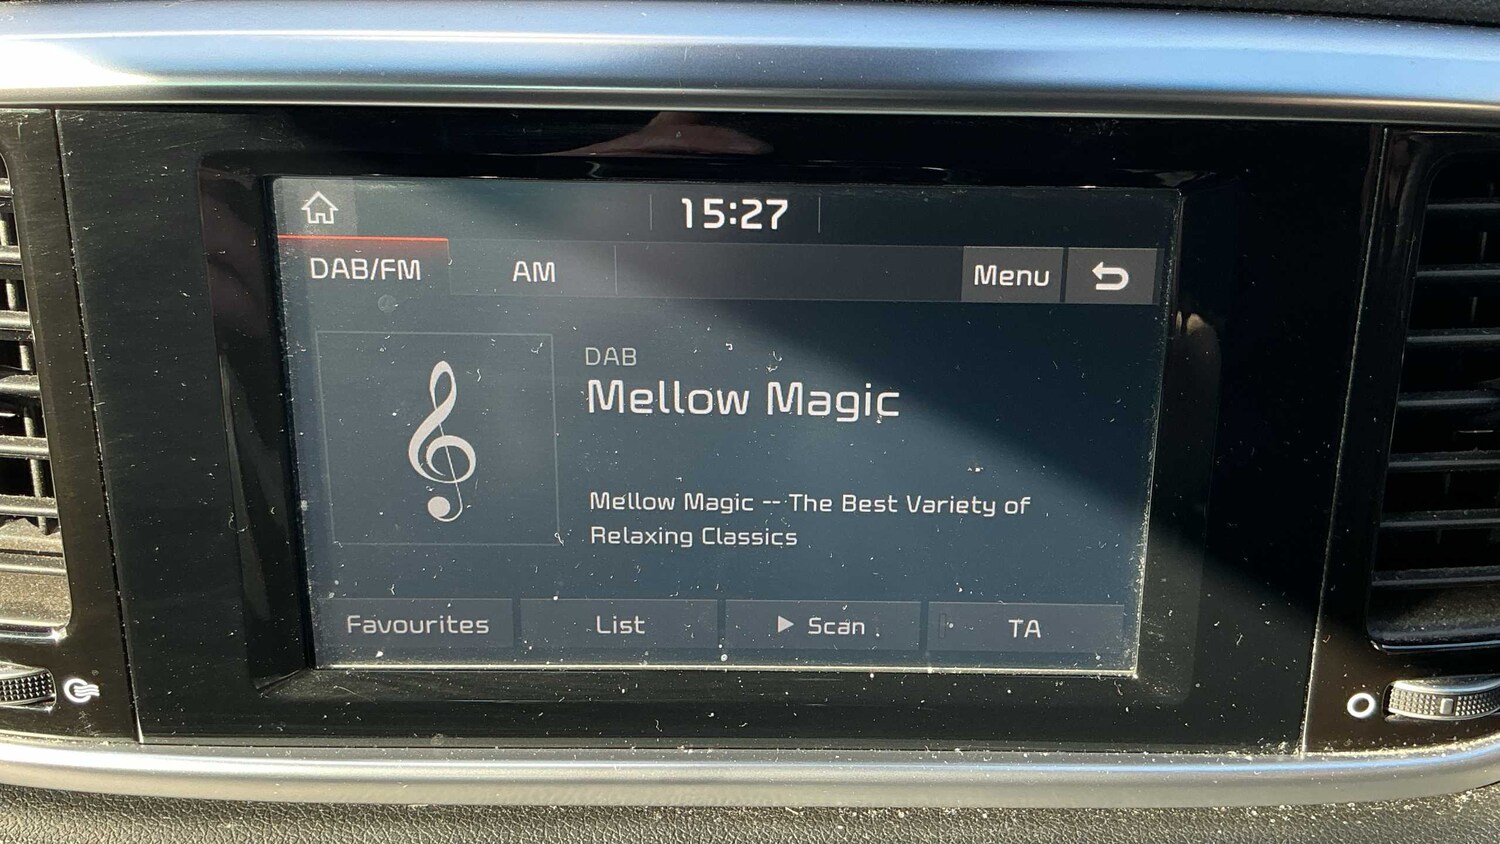 15:27
DAB/FM
AM
Menu
DAB
Mellow Magic
Mellow Magic -- The Best Variety of
Relaxing Classics
Favourites
List
Scan
TA